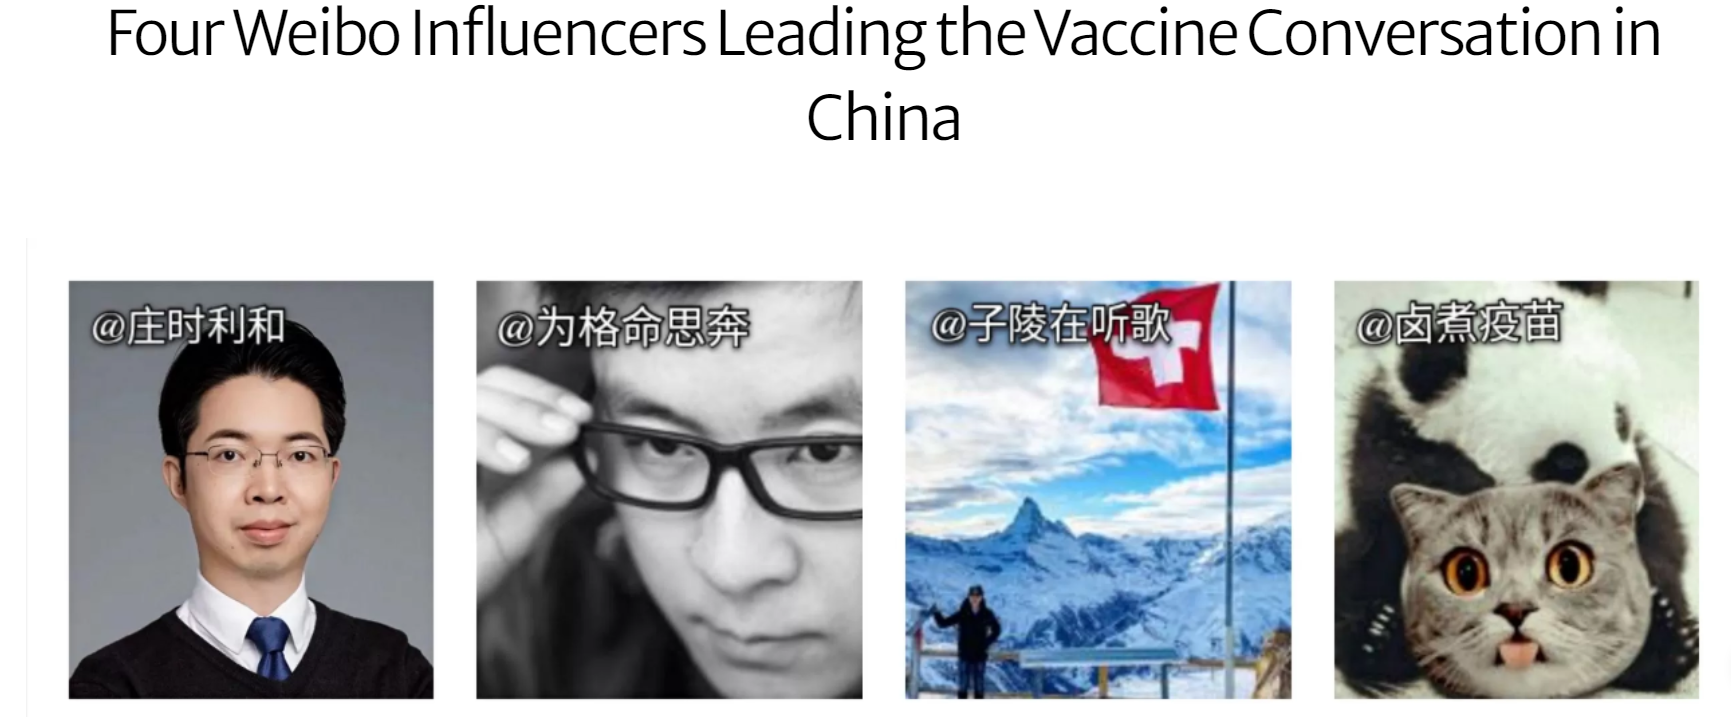 Four Weibo Influencers Leading the Vaccine Conversation in
China
@庄时利和
@为格命思奔
@子陵在听歌
@卤煮疫苗